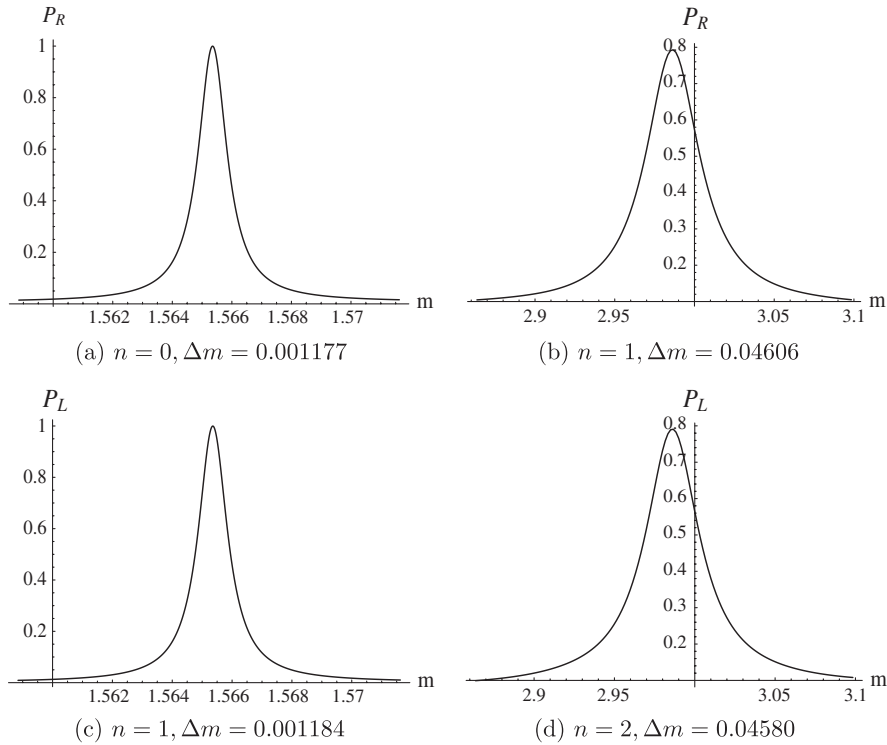 P_R
1
0.8
0.6
0.4
0.2
1.562 1.564 1.566 1.568 1.57 m
(a) n = 0, Δm = 0.001177
P_R
0.8
0.7
0.6
0.5
0.4
0.3
0.2
2.9 2.95 3.05 3.1 m
(b) n = 1, Δm = 0.04606
P_L
1
0.8
0.6
0.4
0.2
1.562 1.564 1.566 1.568 1.57 m
(c) n = 1, Δm = 0.001184
P_L
0.8
0.7
0.6
0.5
0.4
0.3
0.2
2.9 2.95 3.05 3.1 m
(d) n = 2, Δm = 0.04580